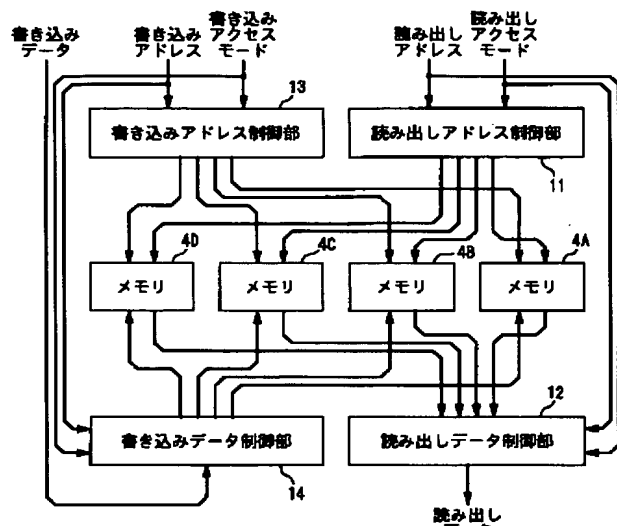 書き込み
データ
書き込み
アドレス
書き込み
アクセス
モード
読み出し
アドレス
読み出し
アクセス
モード
13
書き込みアドレス制御部
読み出しアドレス制御部
11
4D
メモリ
4C
メモリ
4B
メモリ
4A
メモリ
12
書き込みデータ制御部
読み出しデータ制御部
14
読み出し